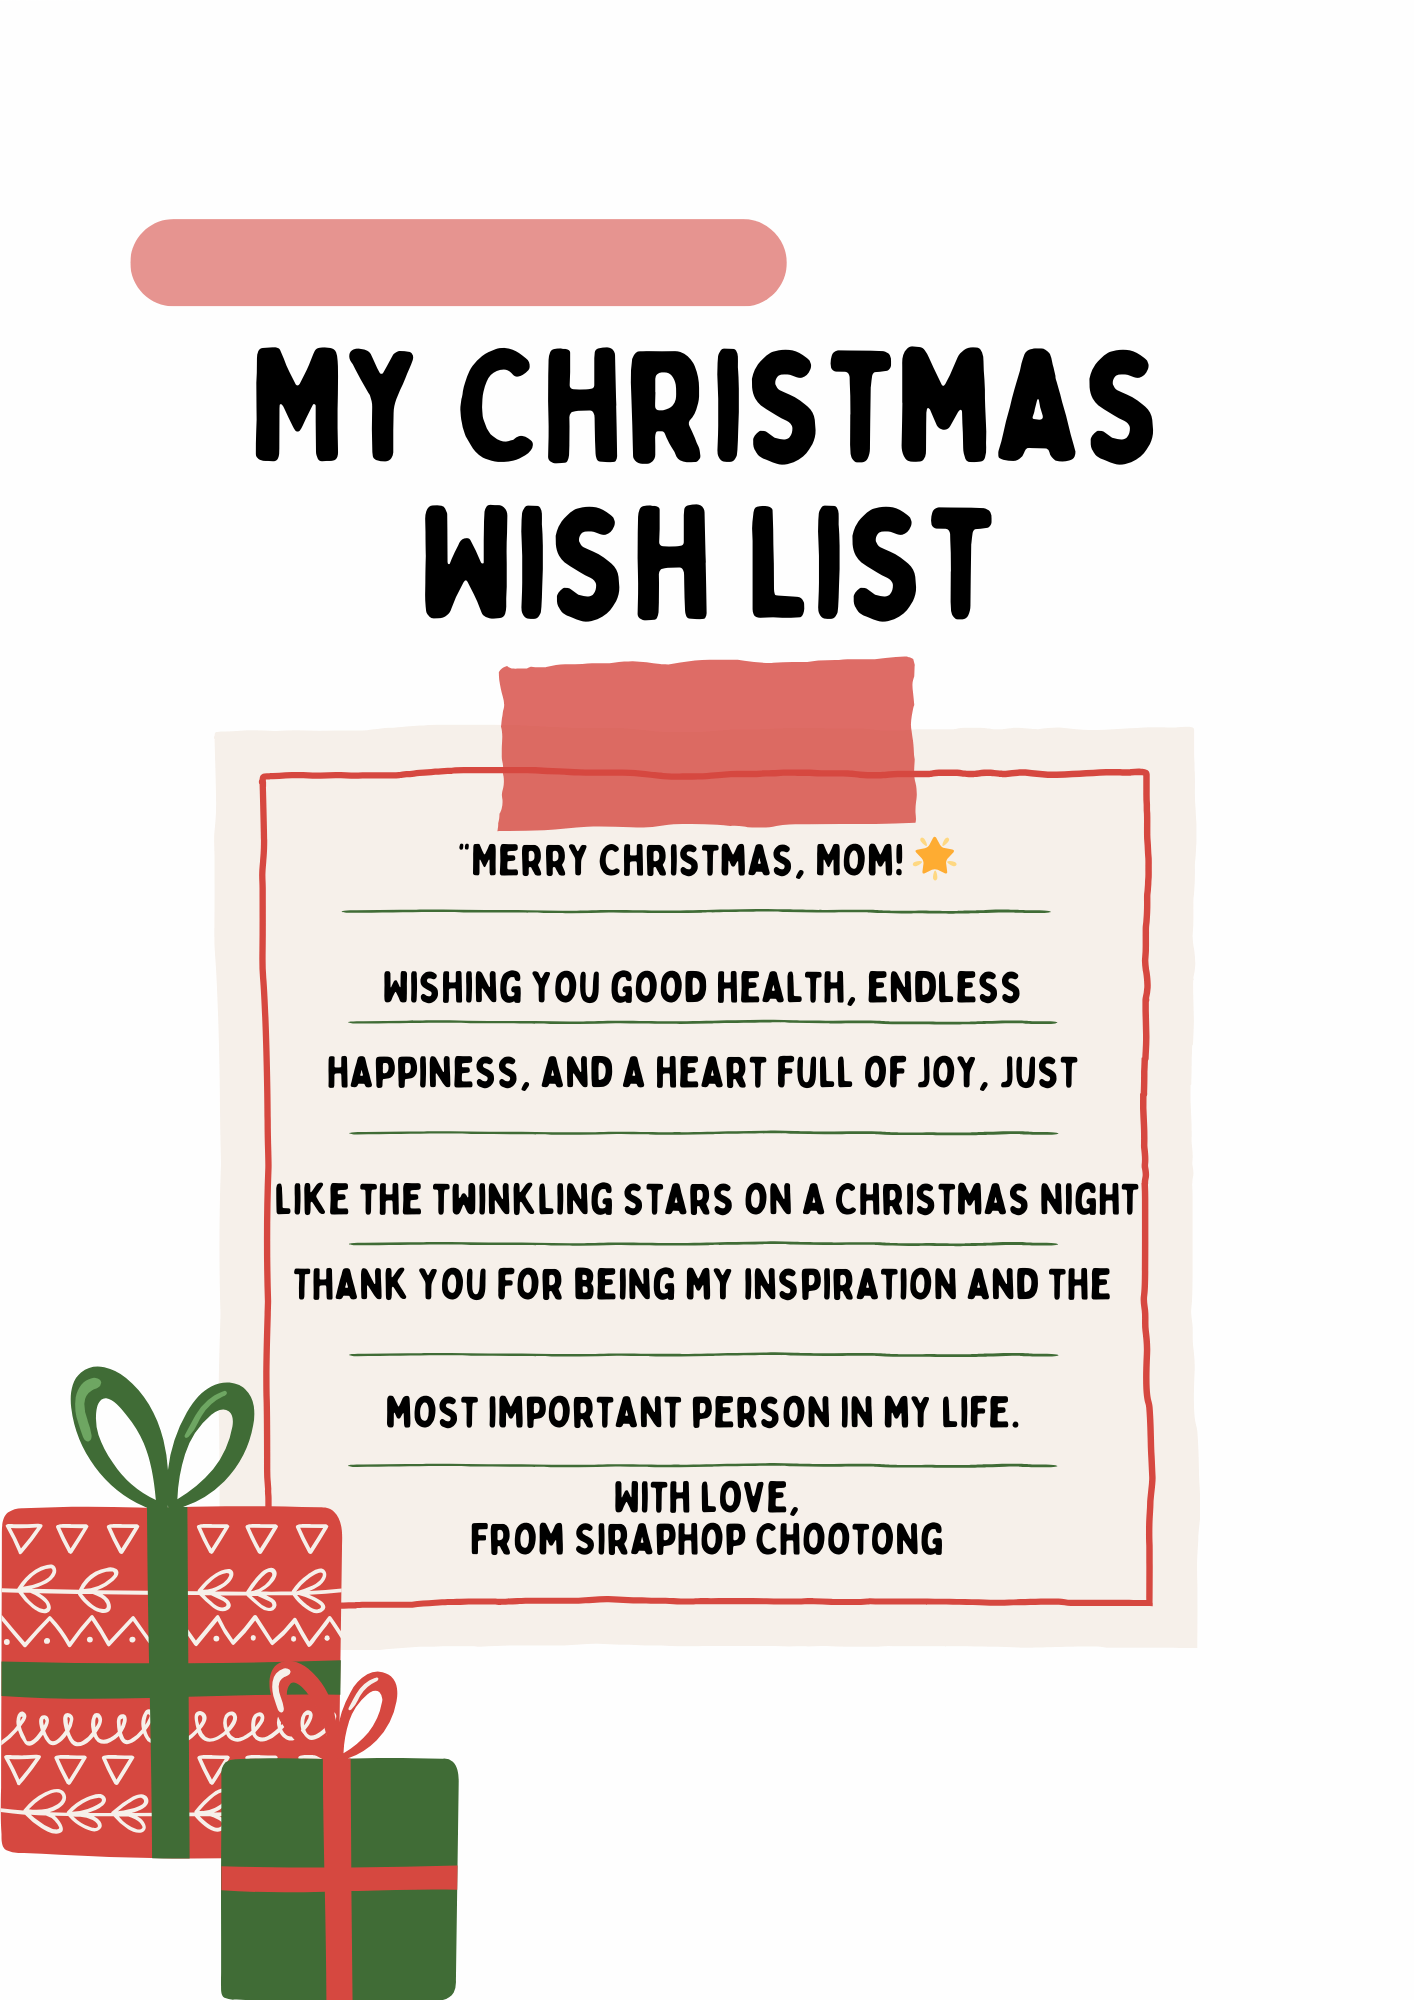 MY CHRISTMAS
WISH LIST
"MERRY CHRISTMAS, MOM! 🌟
WISHING YOU GOOD HEALTH, ENDLESS
HAPPINESS, AND A HEART FULL OF JOY, JUST
LIKE THE TWINKLING STARS ON A CHRISTMAS NIGHT
THANK YOU FOR BEING MY INSPIRATION AND THE
MOST IMPORTANT PERSON IN MY LIFE.
WITH LOVE,
FROM SIRAPHOP CHOOTONG